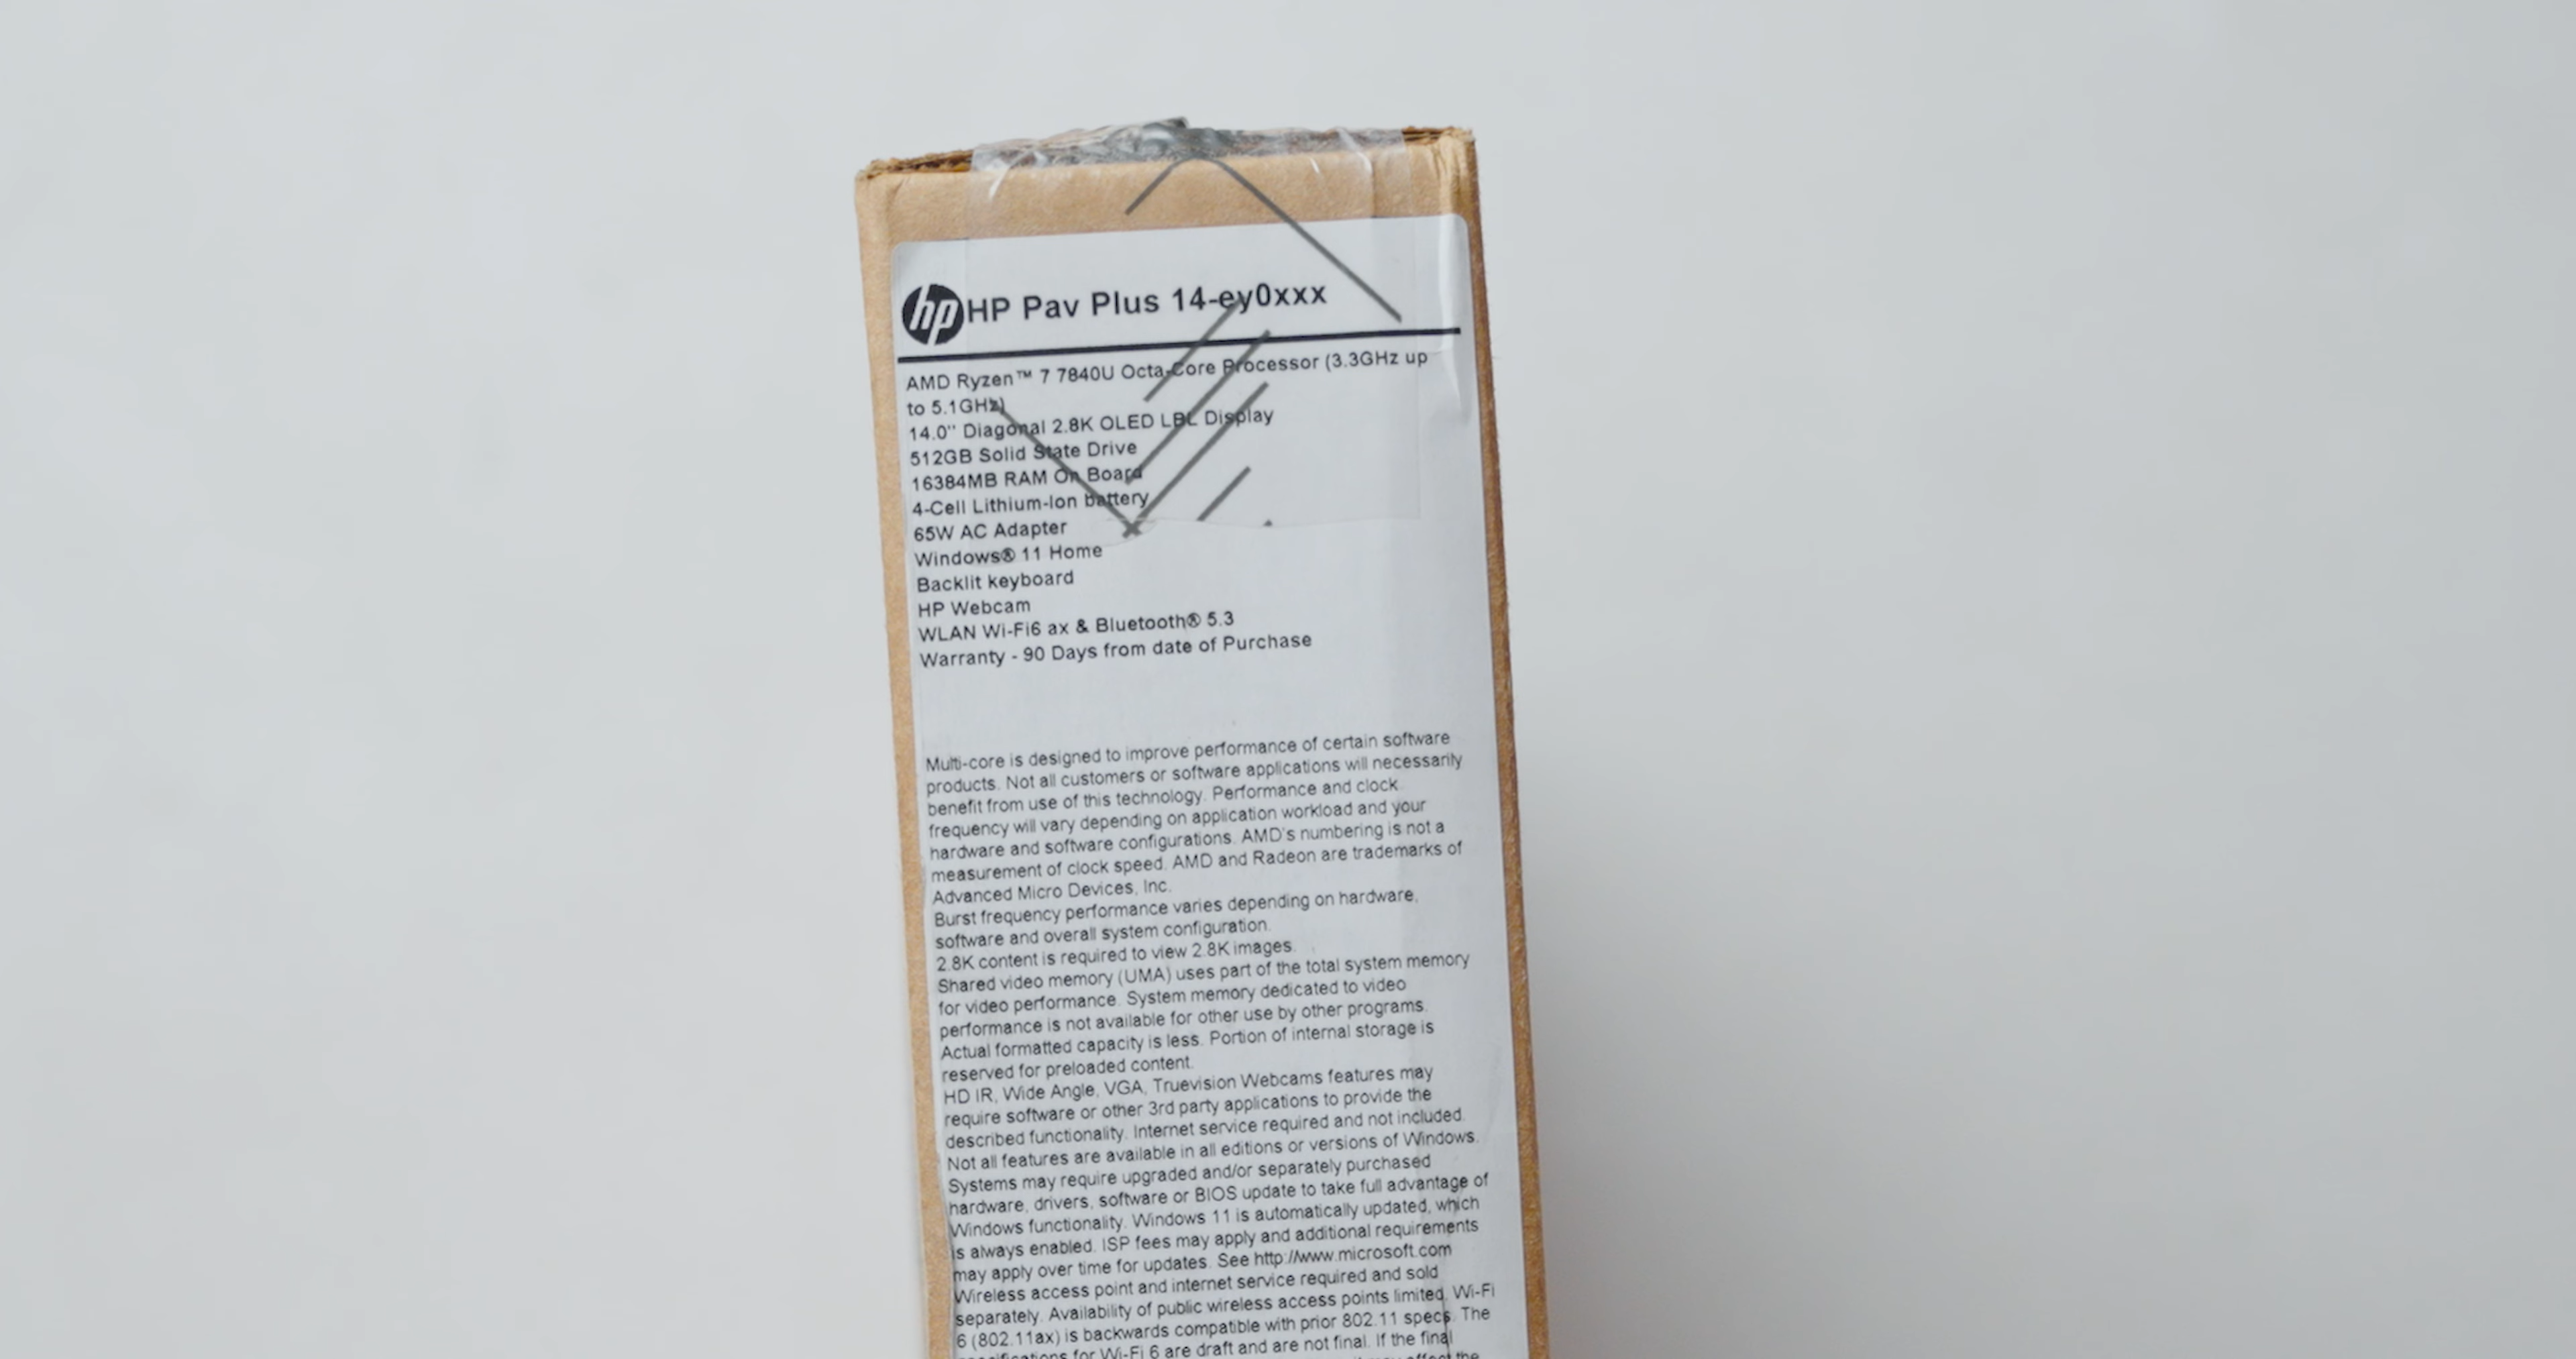 hp HP Pav Plus 14-ey0xxx
AMD Ryzen™ 7 7840U Octa-Core Processor (3.3GHz up
to 5.1GHz)
14.0'' Diagonal 2.8K OLED LBL Display
512GB Solid State Drive
16384MB RAM On Board
4-Cell Lithium-Ion battery
65W AC Adapter
Windows® 11 Home
Backlit keyboard
HP Webcam
WLAN Wi-Fi6 ax & Bluetooth® 5.3
Warranty - 90 Days from date of Purchase
Multi-core is designed to improve performance of certain software
products. Not all customers or software applications will necessarily
benefit from use of this technology. Performance and clock
frequency will vary depending on application workload and your
hardware and software configurations. AMD's numbering is not a
measurement of clock speed. AMD and Radeon are trademarks of
Advanced Micro Devices, Inc.
Burst frequency performance varies depending on hardware,
software and overall system configuration.
2.8K content is required to view 2.8K images.
Shared video memory (UMA) uses part of the total system memory
for video performance. System memory dedicated to video
performance is not available for other use by other programs.
Actual formatted capacity is less. Portion of internal storage is
reserved for preloaded content.
HD IR, Wide Angle, VGA, Truevision Webcams features may
require software or other 3rd party applications to provide the
described functionality. Internet service required and not included.
Not all features are available in all editions or versions of Windows.
Systems may require upgraded and/or separately purchased
hardware, drivers, software or BIOS update to take full advantage of
Windows functionality. Windows 11 is automatically updated, which
is always enabled. ISP fees may apply and additional requirements
may apply over time for updates. See http://www.microsoft.com
Wireless access point and internet service required and sold
separately. Availability of public wireless access points limited. Wi-Fi
6 (802.11ax) is backwards compatible with prior 802.11 specs. The
for Wi-Fi 6 are draft and are not final. If the final
the